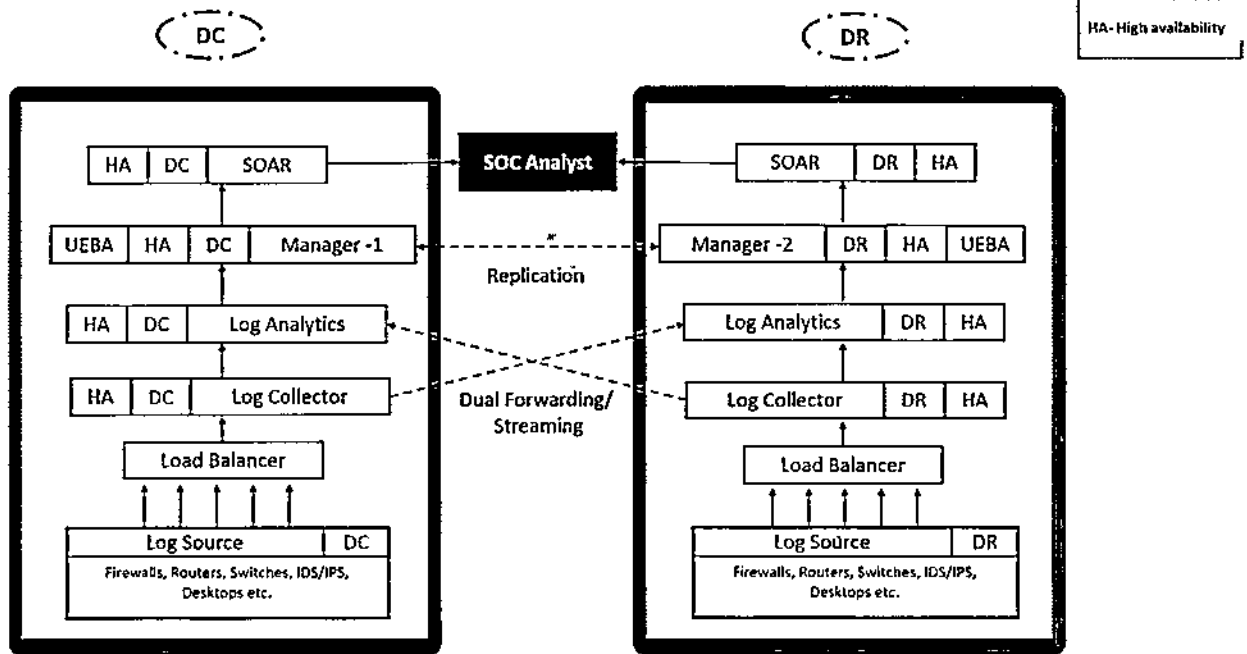 DC
DR
HA- High availability
HA DC SOAR
SOC Analyst
SOAR DR HA
UEBA HA DC Manager -1
Manager -2 DR HA UEBA
Replication
HA DC Log Analytics
Log Analytics DR HA
HA DC Log Collector
Log Collector DR HA
Dual Forwarding/
Streaming
Load Balancer
Load Balancer
Log Source DC
Log Source DR
Firewalls, Routers, Switches, IDS/IPS,
Desktops etc.
Firewalls, Routers, Switches, IDS/IPS,
Desktops etc.